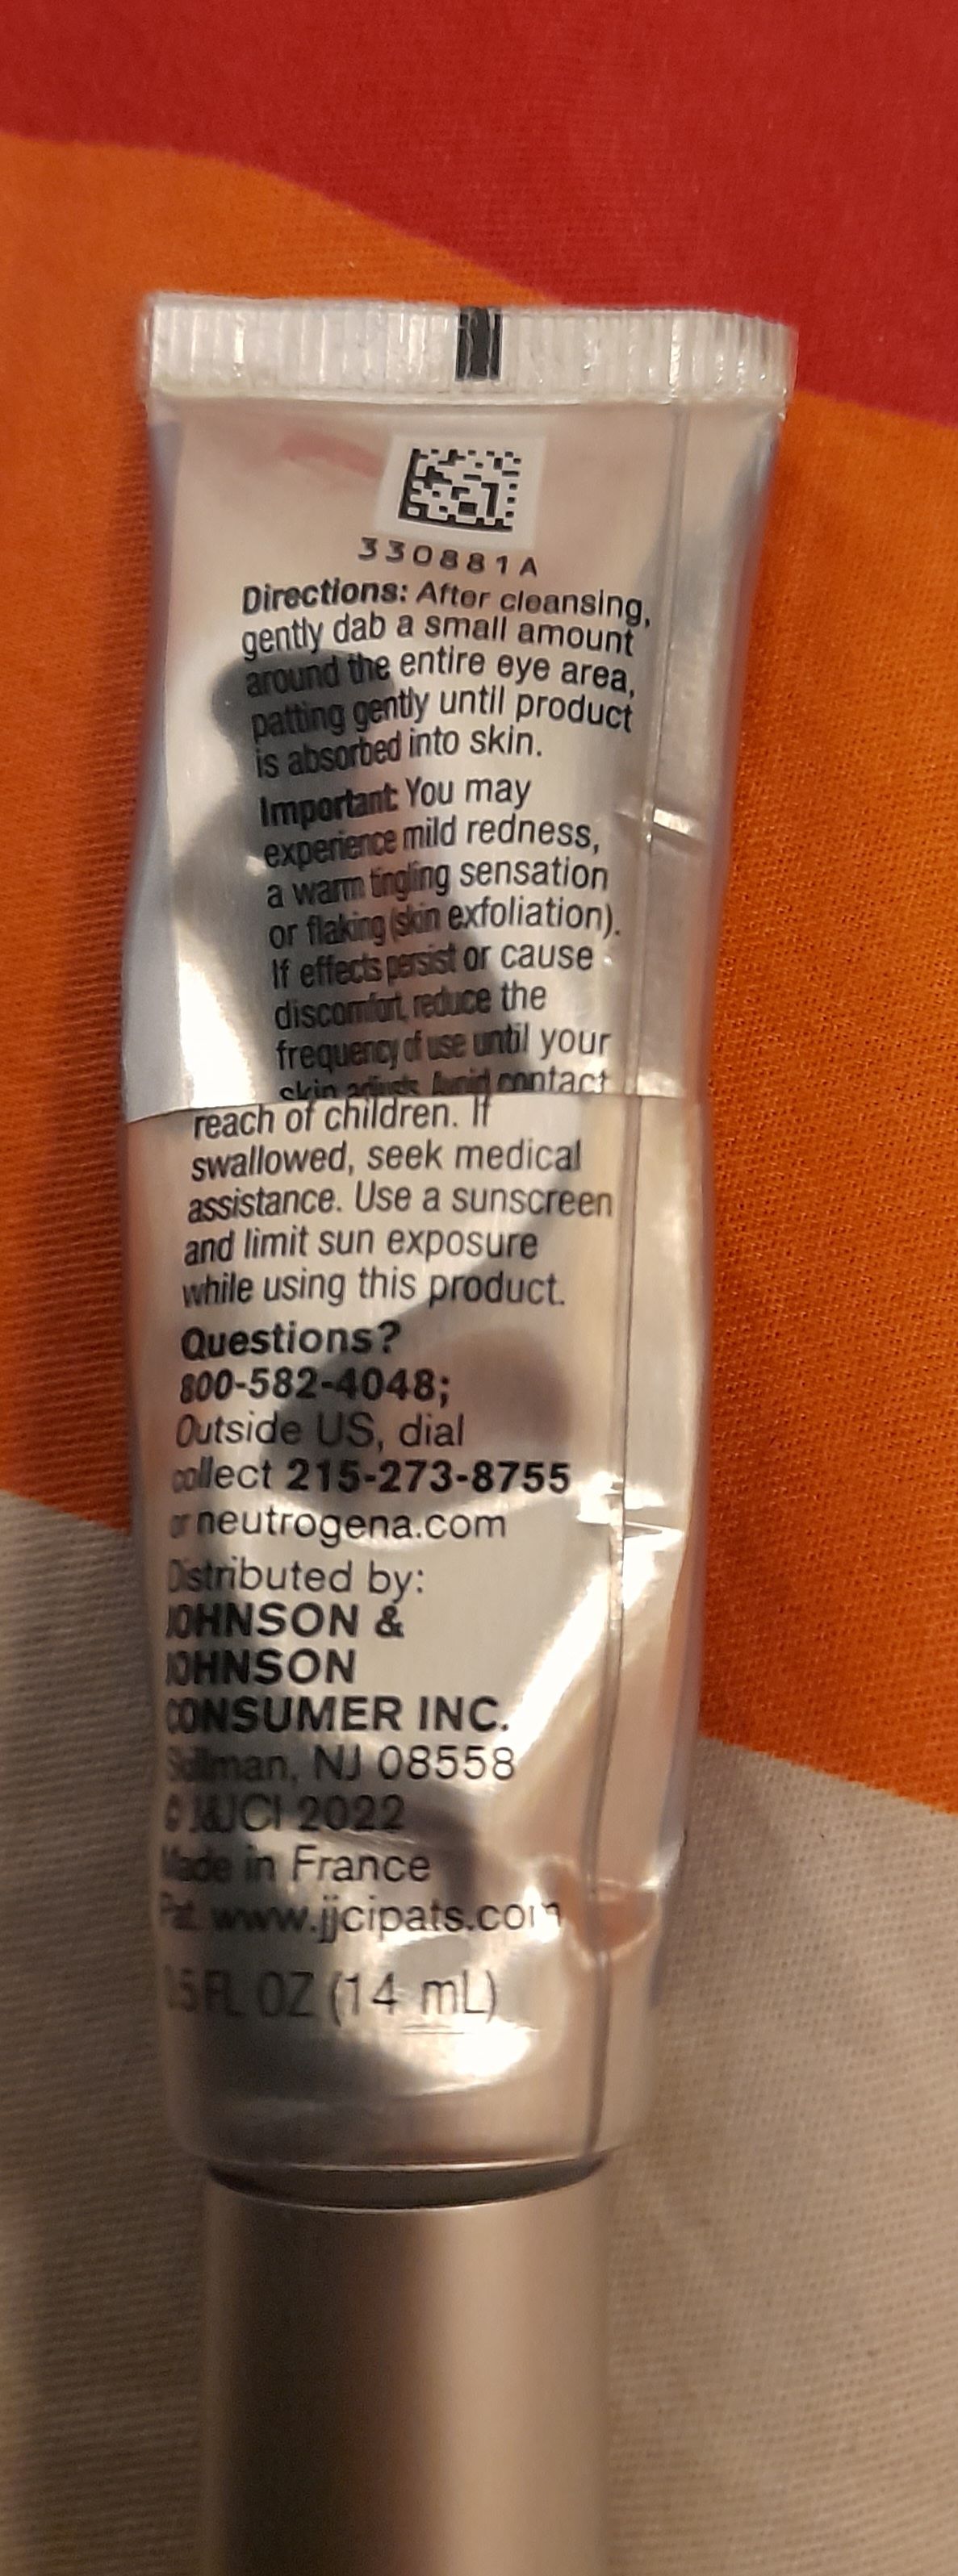 330881A
Directions: After cleansing,
gently dab a small amount
around the entire eye area,
patting gently until product
is absorbed into skin.
Important: You may
experience mild redness,
a warm tingling sensation
or flaking (skin exfoliation).
If effects persist or cause
discomfort, reduce the
frequency of use until your
skin adjusts. Avoid contact
reach of children. If
swallowed, seek medical
assistance. Use a sunscreen
and limit sun exposure
while using this product.
Questions?
800-582-4048;
Outside US, dial
collect 215-273-8755
or neutrogena.com
Distributed by:
JOHNSON &
JOHNSON
CONSUMER INC.
Skillman, NJ 08558
© J&JCI 2022
Made in France
Pat. www.jjcipats.com
0.5 FL OZ (14 mL)